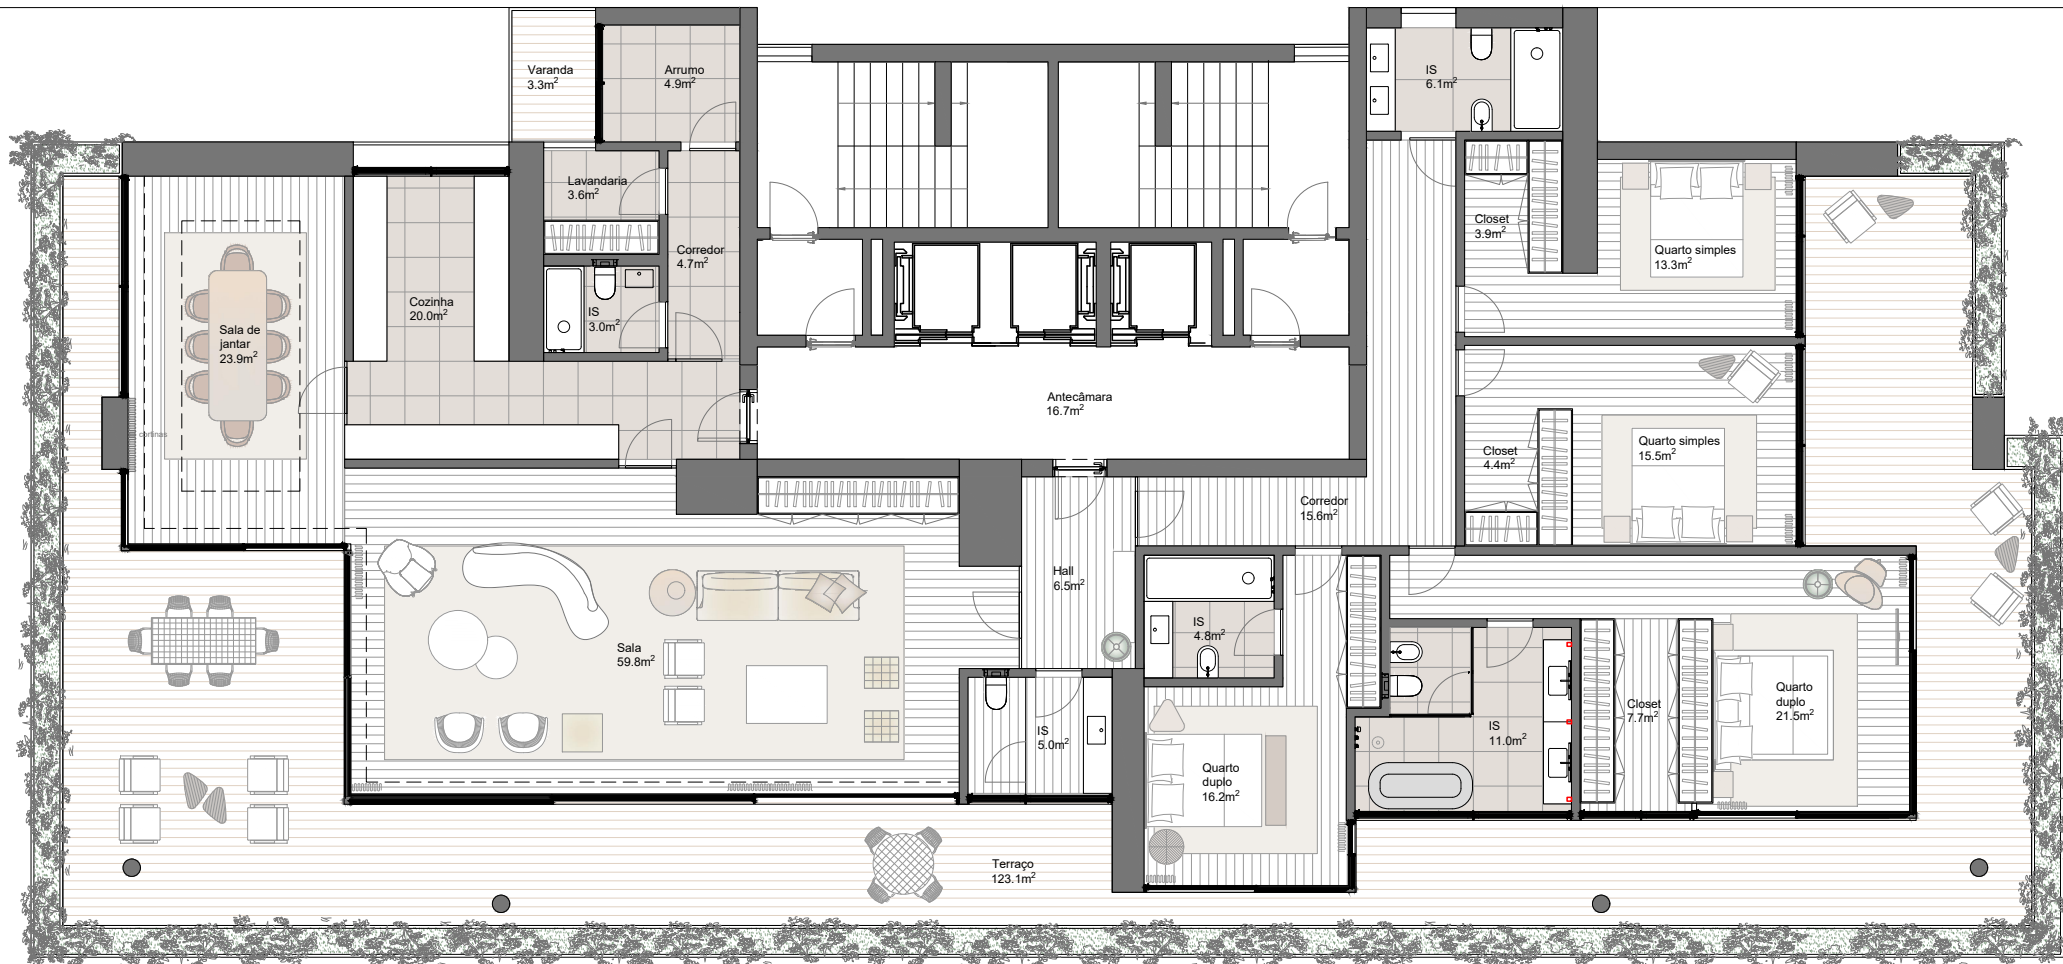 Varanda
3.3m²
Arrumo
4.9m²
IS
6.1m²
Lavandaria
3.6m²
Corredor
4.7m²
Closet
3.9m²
Quarto simples
13.3m²
Cozinha
20.0m²
IS
3.0m²
Sala de
jantar
23.9m²
Antecâmara
16.7m²
cortinas
Closet
4.4m²
Quarto simples
15.5m²
Corredor
15.6m²
Hall
6.5m²
IS
4.8m²
Sala
59.8m²
IS
5.0m²
Quarto
duplo
16.2m²
IS
11.0m²
Closet
7.7m²
Quarto
duplo
21.5m²
Terraço
123.1m²